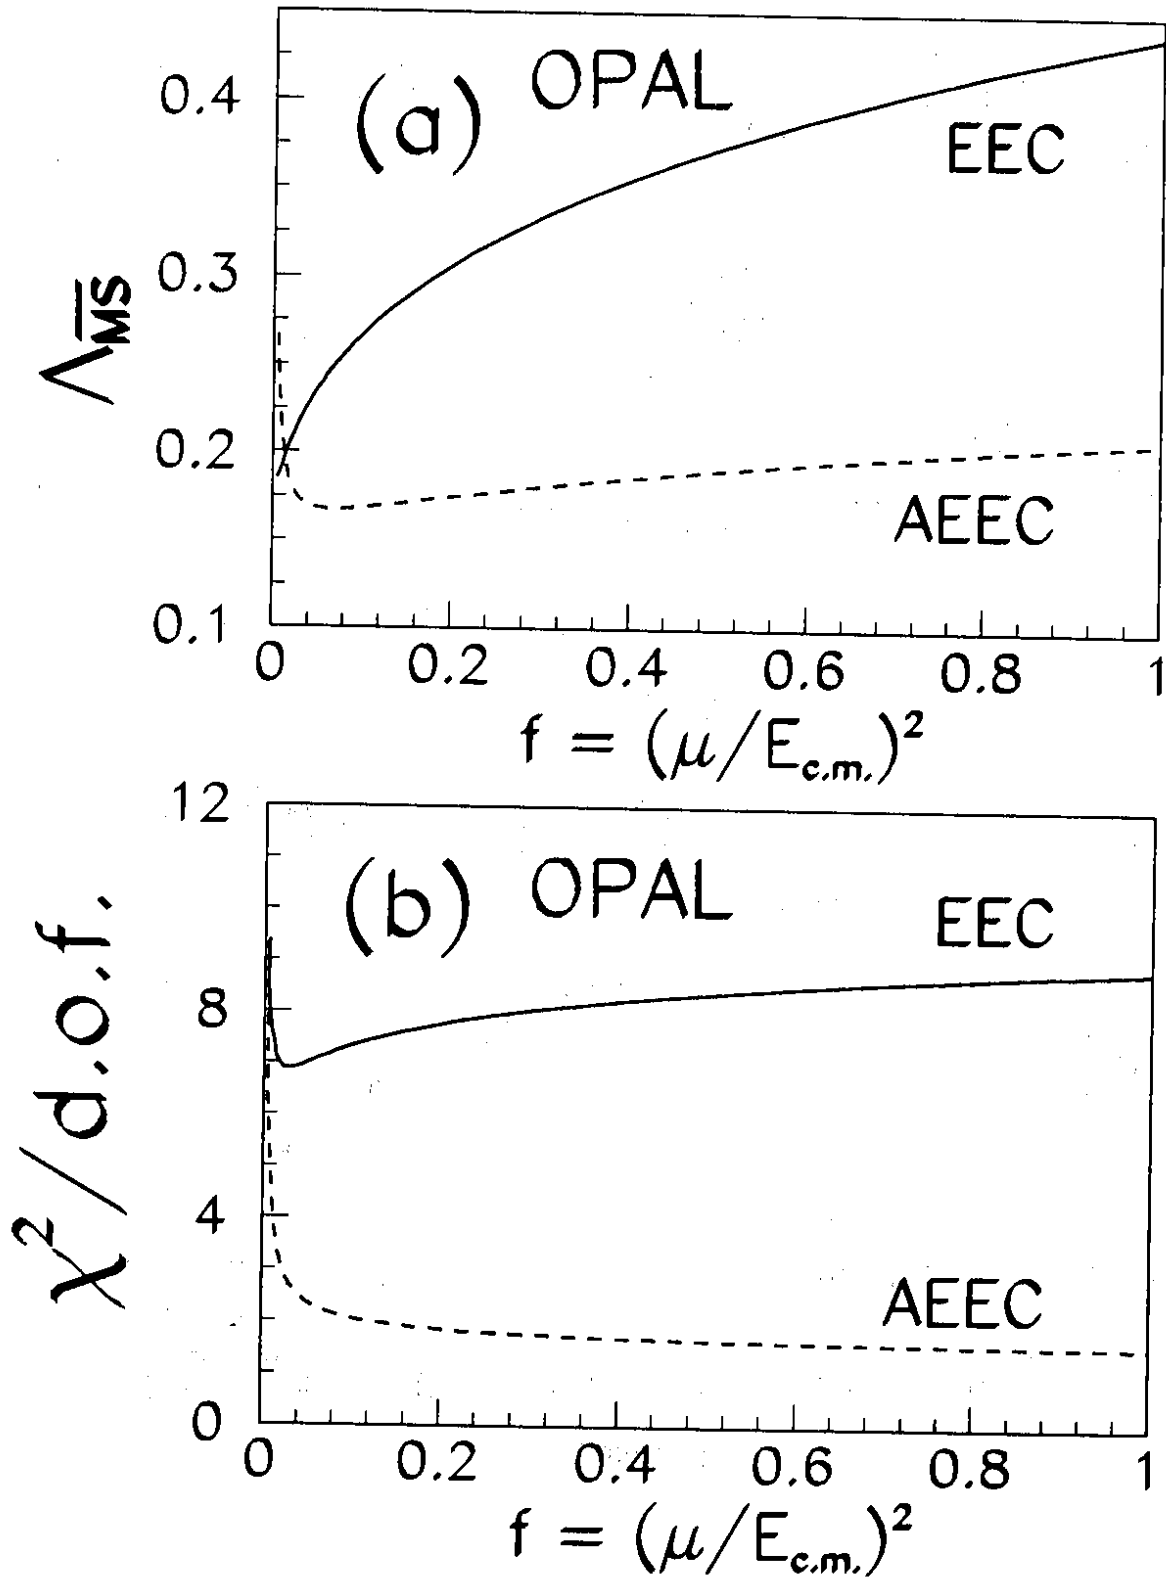 (a) OPAL
EEC
AEEC
Λ_MS̅
0.4
0.3
0.2
0.1
0 0.2 0.4 0.6 0.8 1
f = (μ/E_c.m.)²
(b) OPAL
EEC
AEEC
χ²/d.o.f.
12
8
4
0
0 0.2 0.4 0.6 0.8 1
f = (μ/E_c.m.)²